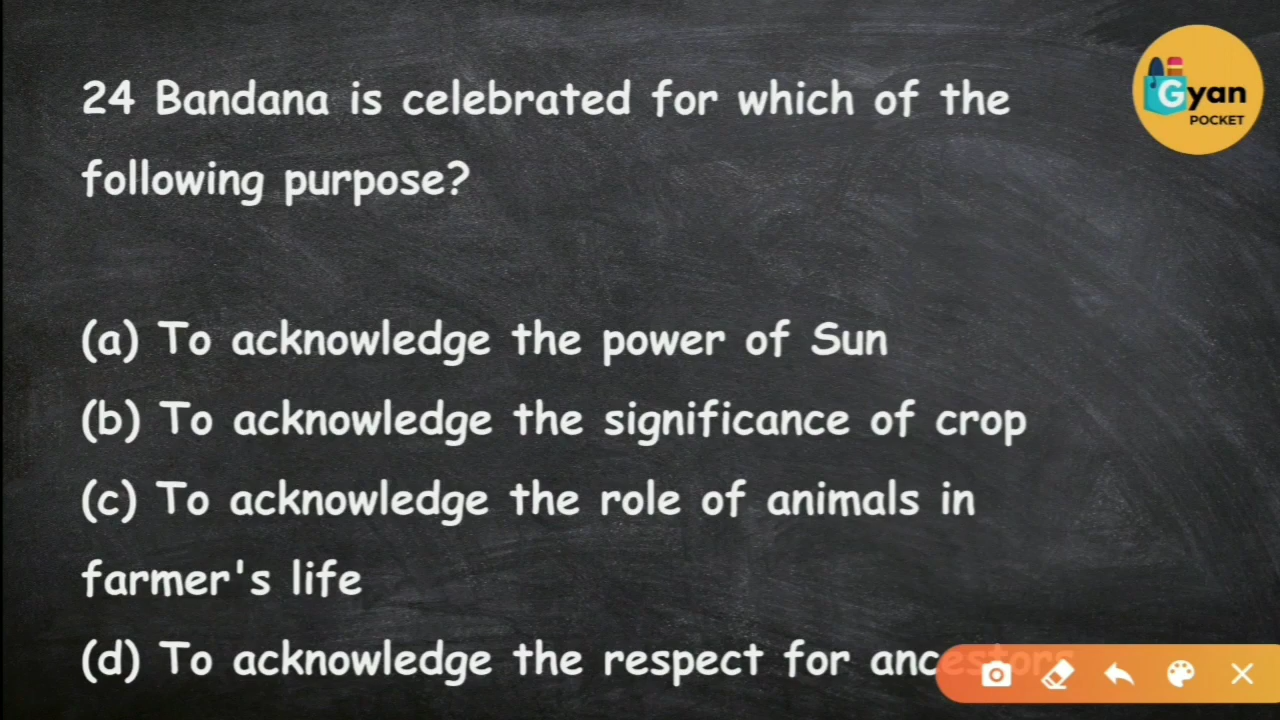 24 Bandana is celebrated for which of the
following purpose?
Gyan
POCKET
(a) To acknowledge the power of Sun
(b) To acknowledge the significance of crop
(c) To acknowledge the role of animals in
farmer's life
(d) To acknowledge the respect for ancestors